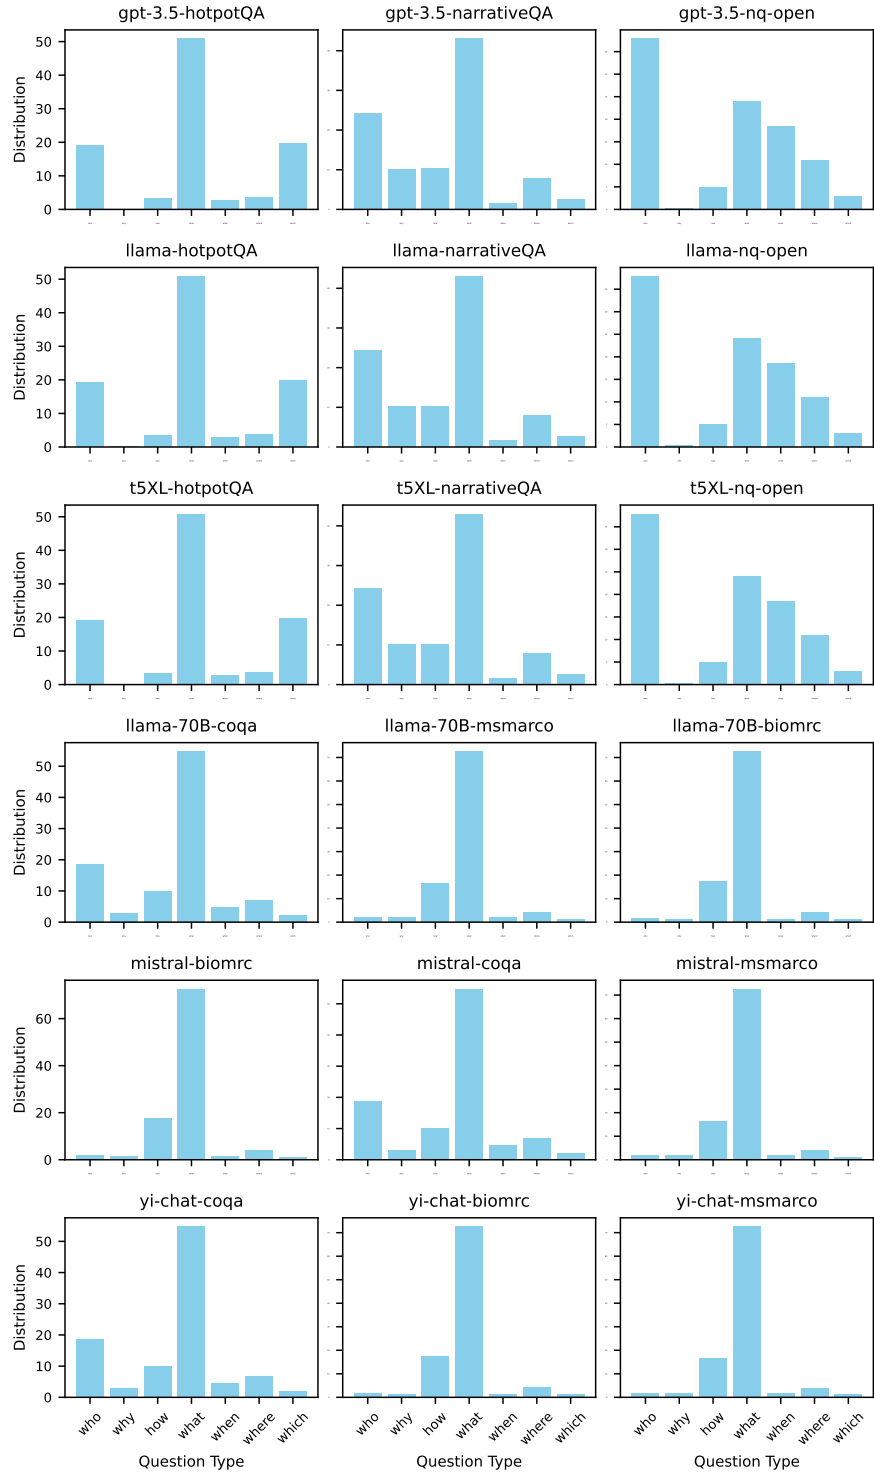 gpt-3.5-hotpotQA gpt-3.5-narrativeQA gpt-3.5-nq-open
Distribution
50
40
30
20
10
0
llama-hotpotQA llama-narrativeQA llama-nq-open
Distribution
50
40
30
20
10
0
t5XL-hotpotQA t5XL-narrativeQA t5XL-nq-open
Distribution
50
40
30
20
10
0
llama-70B-coqa llama-70B-msmarco llama-70B-biomrc
Distribution
50
40
30
20
10
0
mistral-biomrc mistral-coqa mistral-msmarco
Distribution
60
40
20
0
yi-chat-coqa yi-chat-biomrc yi-chat-msmarco
Distribution
50
40
30
20
10
0
who why how what when where which who why how what when where which who why how what when where which
Question Type Question Type Question Type